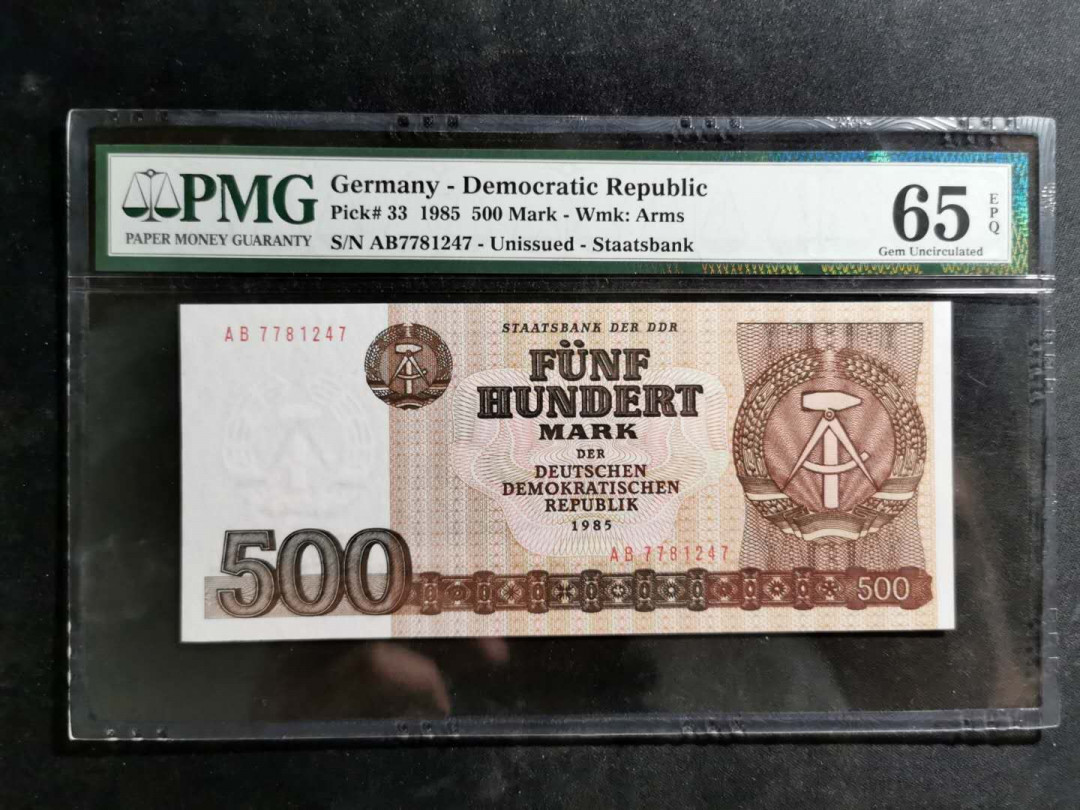 PMG
PAPER MONEY GUARANTY
Germany - Democratic Republic
Pick# 33 1985 500 Mark - Wmk: Arms
S/N AB7781247 - Unissued - Staatsbank
65
EPQ
Gem Uncirculated
AB 7781247
STAATSBANK DER DDR
FÜNF
HUNDERT
MARK
DER
DEUTSCHEN
DEMOKRATISCHEN
REPUBLIK
1985
AB 7781247
500
500